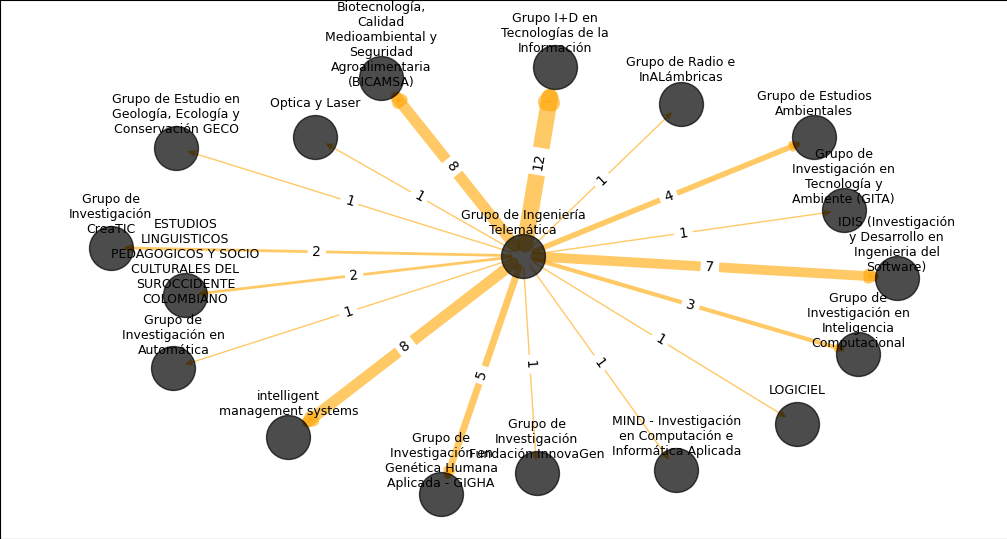 Biotecnología,
Calidad
Medioambiental y
Seguridad
Agroalimentaria
(BICAMSA)
Grupo I+D en
Tecnologías de la
Información
Grupo de Radio e
InALámbricas
Grupo de Estudios
Ambientales
Optica y Laser
Grupo de Estudio en
Geología, Ecología y
Conservación GECO
Grupo de
Investigación en
Tecnología y
Ambiente (GITA)
Grupo de
Investigación
CreaTIC
Grupo de Ingeniería
Telemática
IDIS (Investigación
y Desarrollo en
Ingenieria del
Software)
ESTUDIOS
LINGUISTICOS
PEDAGOGICOS Y SOCIO
CULTURALES DEL
SUROCCIDENTE
COLOMBIANO
Grupo de
Investigación en
Inteligencia
Computacional
Grupo de
Investigación en
Automática
LOGICIEL
intelligent
management systems
MIND - Investigación
en Computación e
Informática Aplicada
Grupo de
Investigación
Fundación InnovaGen
Grupo de
Investigación en
Genética Humana
Aplicada - GIGHA
8
12
1
4
1
1
1
7
2
2
3
1
1
8
5
1
1